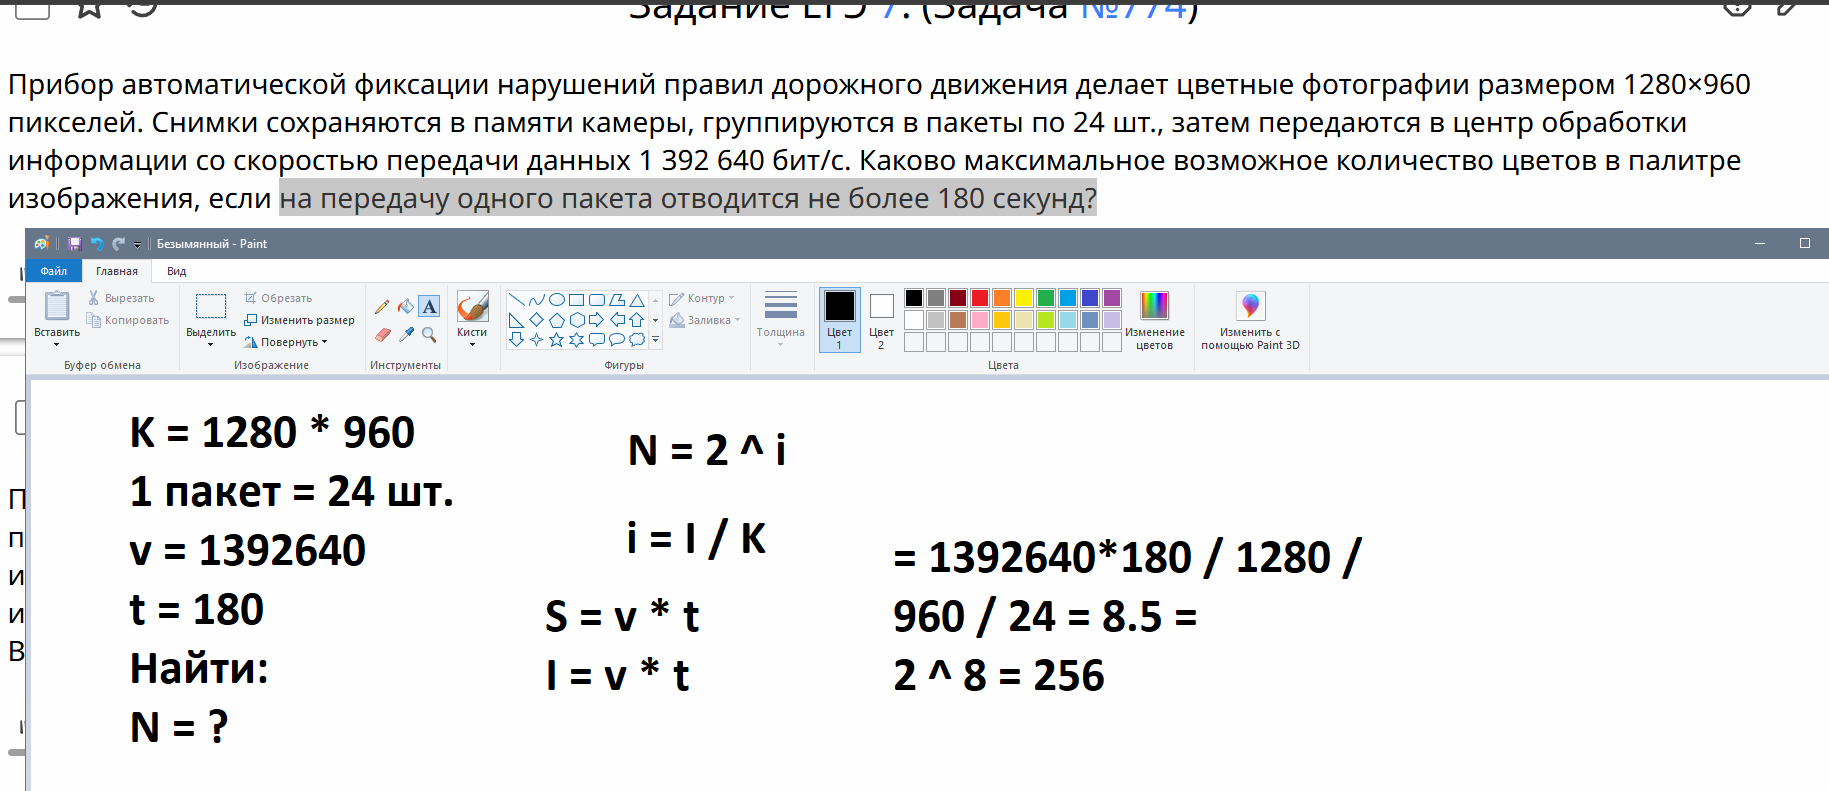 Задание ЕГЭ 7. (Задача №774)
Прибор автоматической фиксации нарушений правил дорожного движения делает цветные фотографии размером 1280×960
пикселей. Снимки сохраняются в памяти камеры, группируются в пакеты по 24 шт., затем передаются в центр обработки
информации со скоростью передачи данных 1 392 640 бит/с. Каково максимальное возможное количество цветов в палитре
изображения, если на передачу одного пакета отводится не более 180 секунд?
Безымянный - Paint
Файл Главная Вид
Вставить
Вырезать
Копировать
Буфер обмена
Выделить
Обрезать
Изменить размер
Повернуть
Изображение
A
Инструменты
Кисти
Контур
Заливка
Фигуры
Толщина
Цвет
1
Цвет
2
Изменение
цветов
Цвета
Изменить с
помощью Paint 3D
П
п
и
и
В
K = 1280 * 960
1 пакет = 24 шт.
v = 1392640
t = 180
Найти:
N = ?
N = 2 ^ i
i = I / K
S = v * t
I = v * t
= 1392640*180 / 1280 /
960 / 24 = 8.5 =
2 ^ 8 = 256